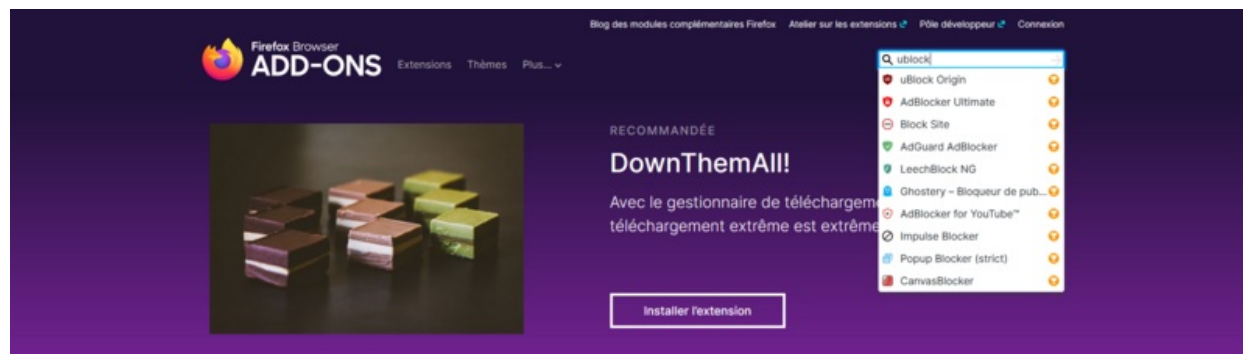 Blog des modules complémentaires Firefox Atelier sur les extensions Pôle développeur Connexion
Firefox Browser
ADD-ONS
Extensions Thèmes Plus...
ublock
uBlock Origin
AdBlocker Ultimate
Block Site
AdGuard AdBlocker
LeechBlock NG
Ghostery – Bloqueur de pub...
AdBlocker for YouTube™
Impulse Blocker
Popup Blocker (strict)
CanvasBlocker
RECOMMANDÉE
DownThemAll!
Avec le gestionnaire de téléchargem
téléchargement extrême est extrême
Installer l'extension